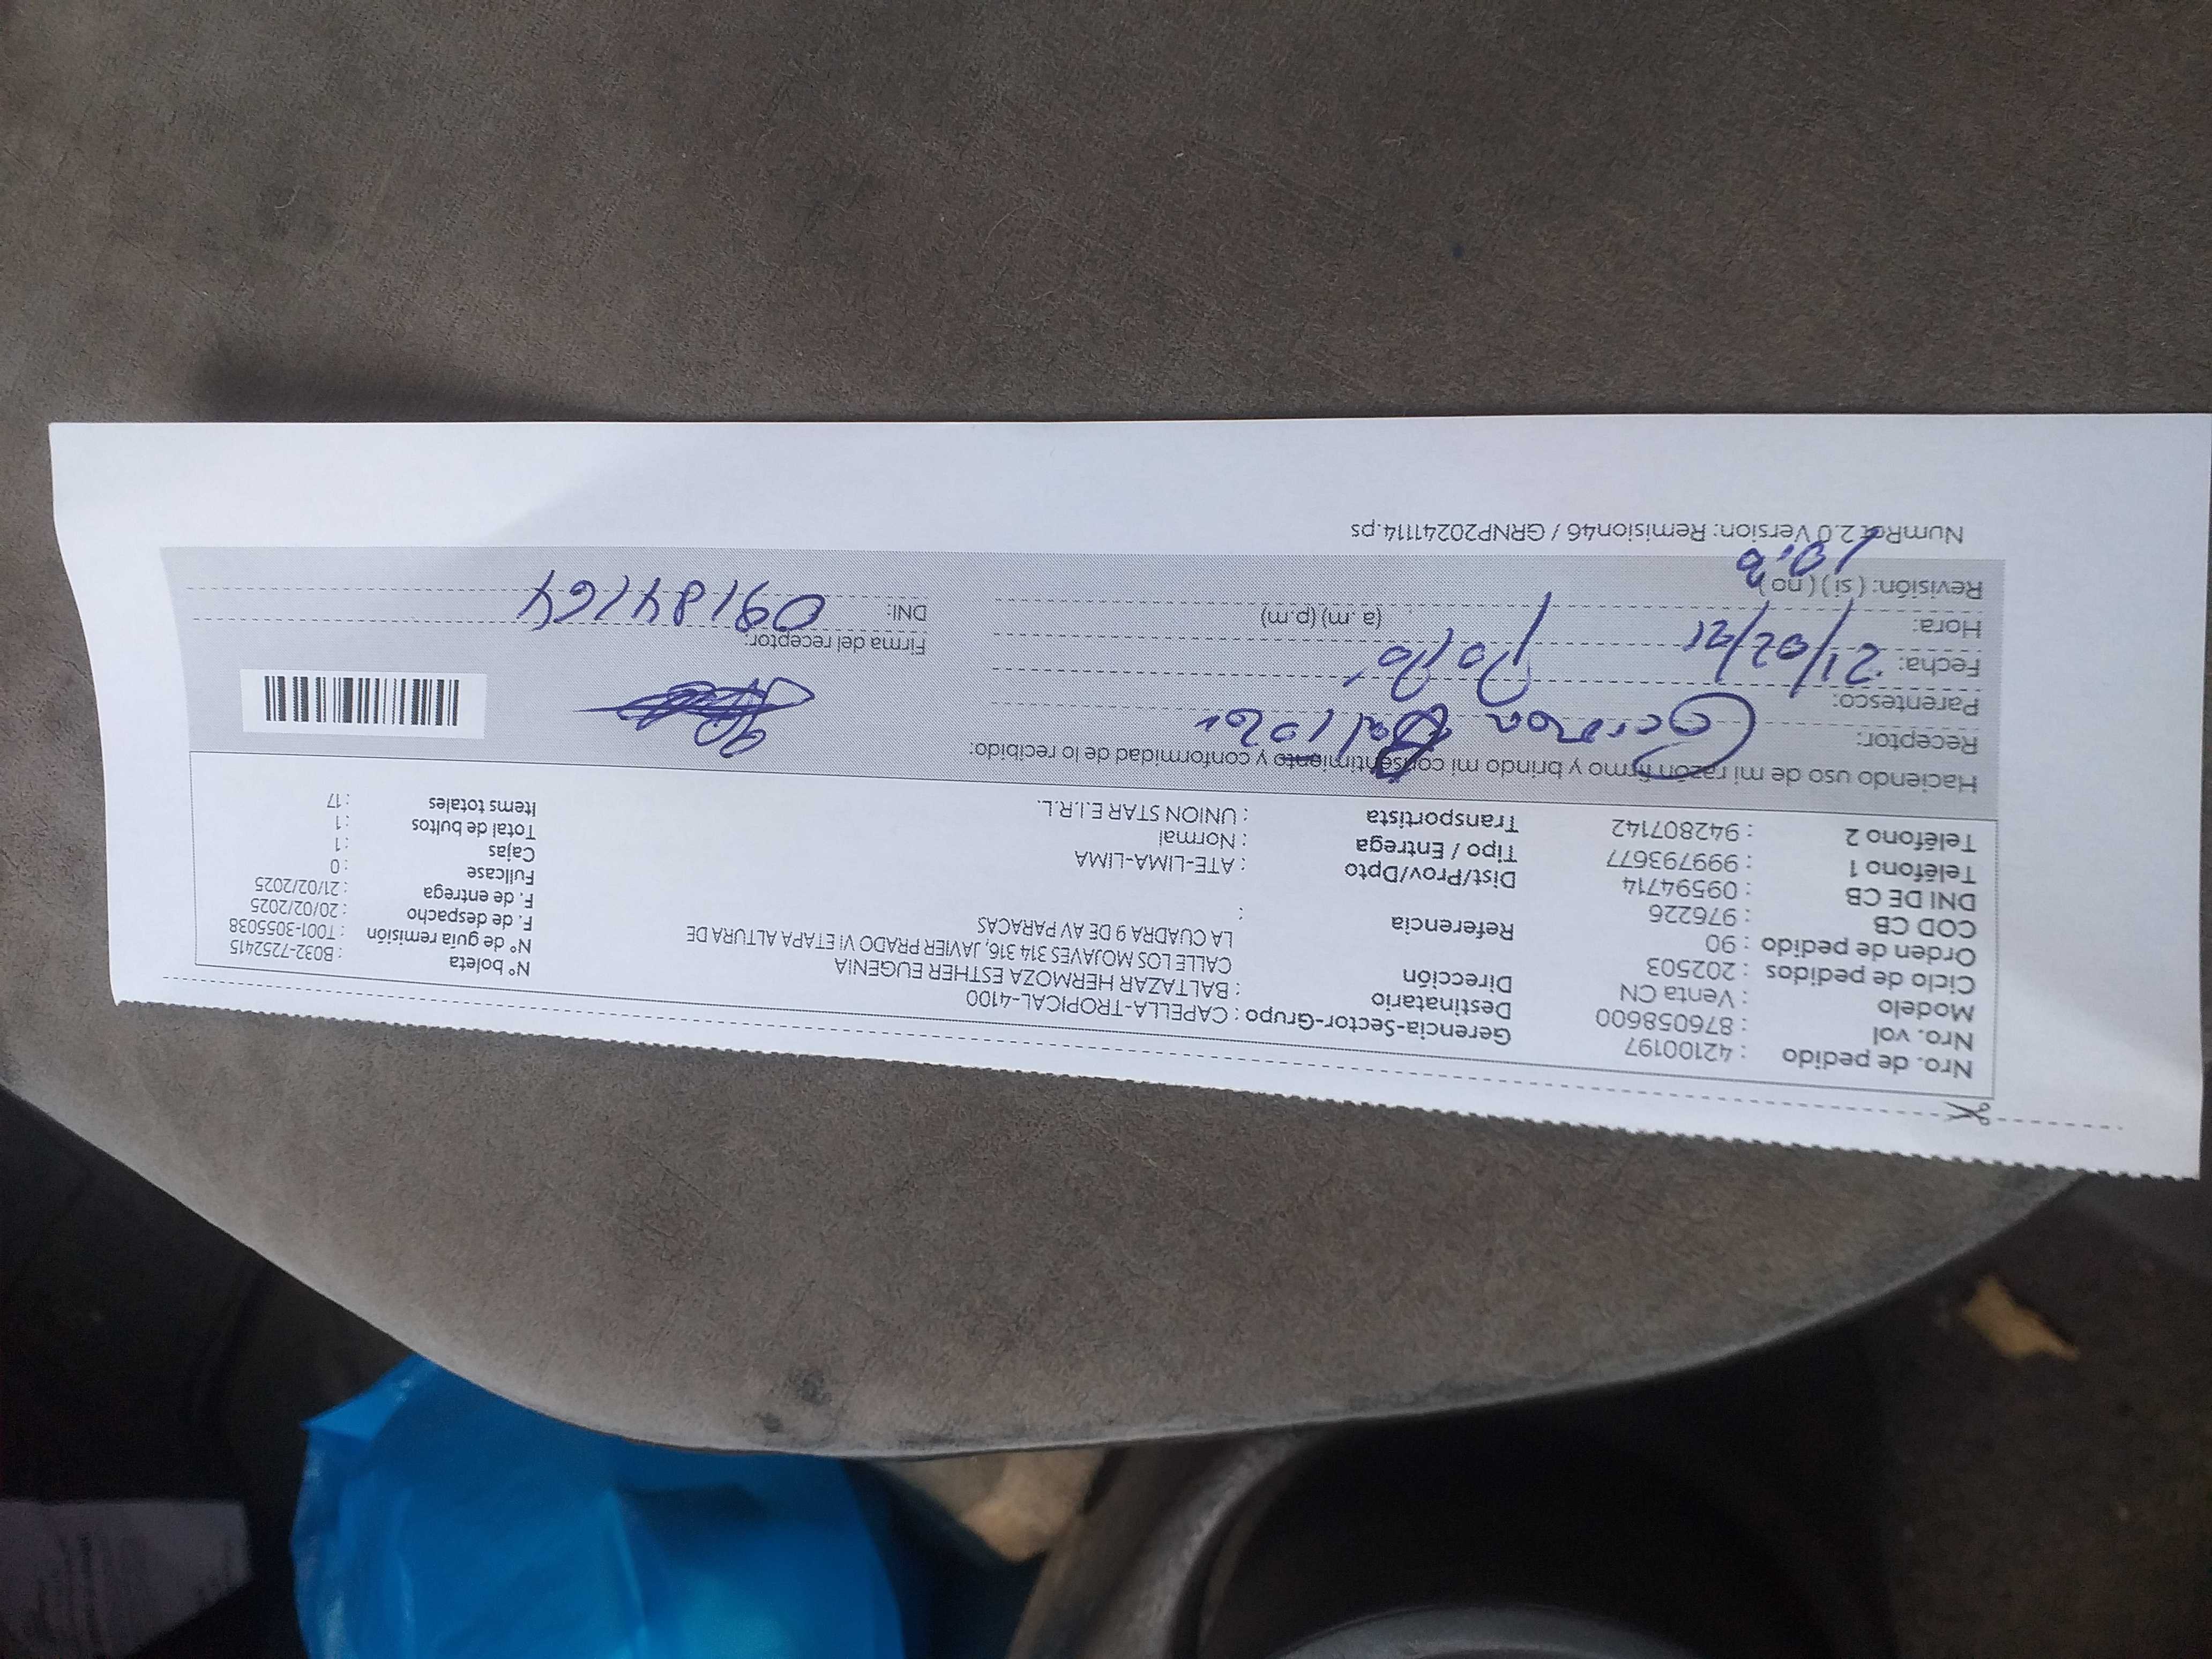 Nro. de pedido : 42100197
Nro. vol : 876058600
Modelo : Venta CN
Ciclo de pedidos : 202503
Orden de pedido : 90
COD CB : 976226
DNI DE CB : 09594714
Teléfono 1 : 999793677
Teléfono 2 : 942807142
Gerencia-Sector-Grupo : CAPELLA-TROPICAL-4100
Destinatario : BALTAZAR HERMOZA ESTHER EUGENIA
Dirección CALLE LOS MOJAVES 314 316, JAVIER PRADO VI ETAPA ALTURA DE
LA CUADRA 9 DE AV PARACAS
Referencia :
Dist/Prov/Dpto : ATE-LIMA-LIMA
Tipo / Entrega : Normal
Transportista : UNION STAR E.I.R.L.
N° boleta : B032-7252415
N° de guía remisión : T001-3055038
F. de despacho : 20/02/2025
F. de entrega : 21/02/2025
Fullcase : 0
Cajas : 1
Total de bultos : 1
Items totales : 17
Haciendo uso de mi razón firmo y brindo mi consentimiento y conformidad de lo recibido:
Receptor:
Parentesco: Papá
Fecha: 21/02/21
Hora: (a.m) (p.m)
Revisión: (si) (no)
Firma del receptor:
DNI: 09184164
NumRot 2.0 Version: Remision46 / GRNP20241114.ps